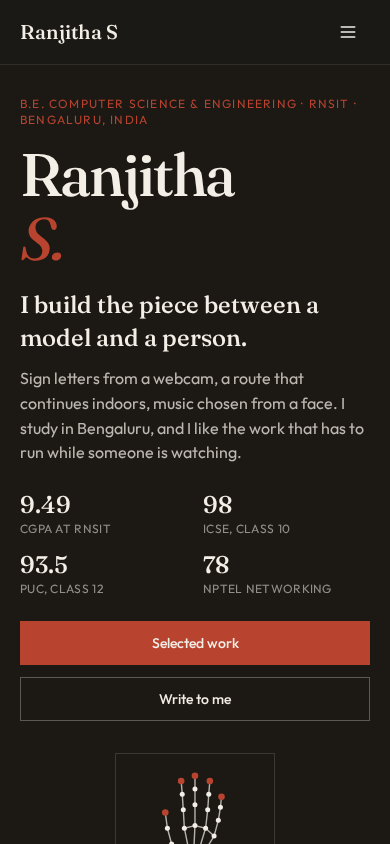 Ranjitha S
B.E. COMPUTER SCIENCE & ENGINEERING · RNSIT ·
BENGALURU, INDIA
Ranjitha
S.
I build the piece between a
model and a person.
Sign letters from a webcam, a route that
continues indoors, music chosen from a face. I
study in Bengaluru, and I like the work that has to
run while someone is watching.
9.49
CGPA AT RNSIT
98
ICSE, CLASS 10
93.5
PUC, CLASS 12
78
NPTEL NETWORKING
Selected work
Write to me